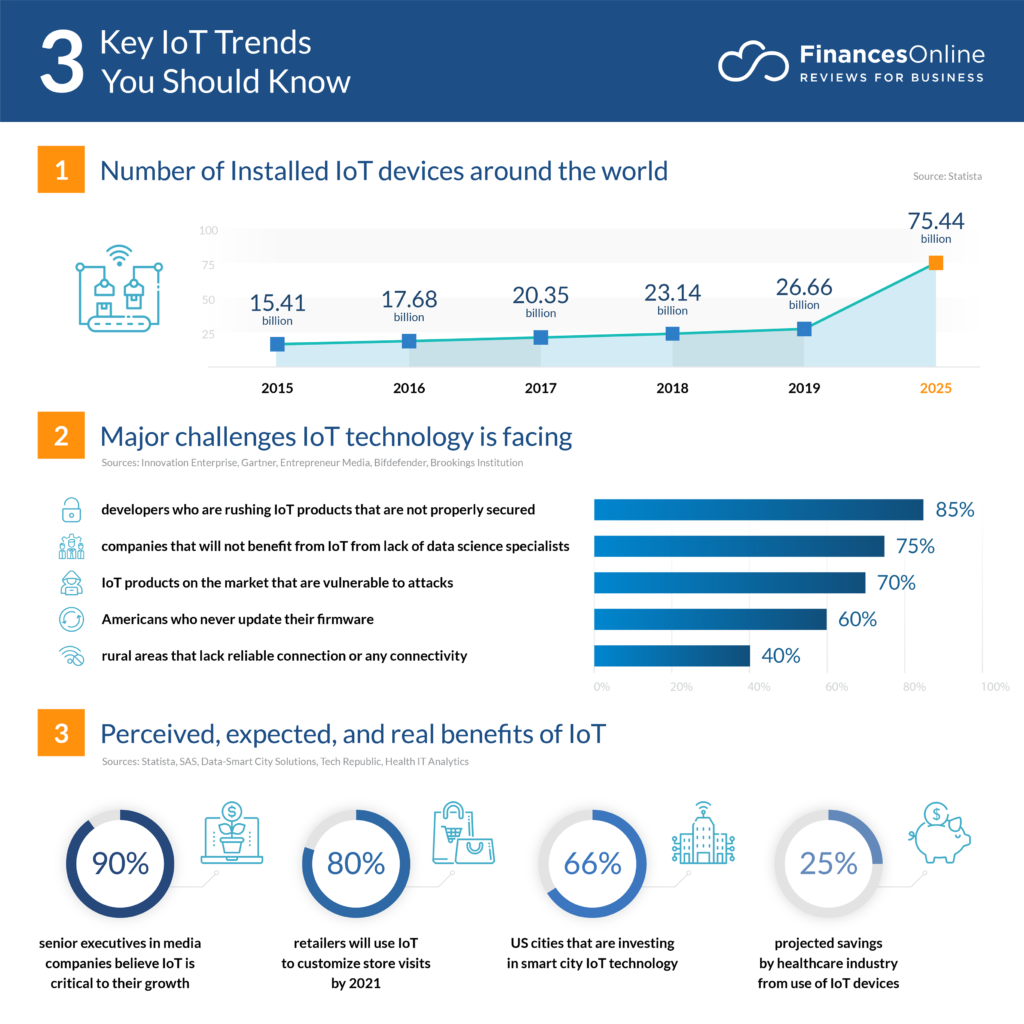 3
Key IoT Trends
You Should Know
FinancesOnline
REVIEWS FOR BUSINESS
1
Number of Installed IoT devices around the world
Source: Statista
100
75
50
25
15.41
billion
17.68
billion
20.35
billion
23.14
billion
26.66
billion
75.44
billion
2015
2016
2017
2018
2019
2025
2
Major challenges IoT technology is facing
Sources: Innovation Enterprise, Gartner, Entrepreneur Media, Bifdefender, Brookings Institution
developers who are rushing IoT products that are not properly secured
85%
companies that will not benefit from IoT from lack of data science specialists
75%
IoT products on the market that are vulnerable to attacks
70%
Americans who never update their firmware
60%
rural areas that lack reliable connection or any connectivity
40%
0%
20%
40%
60%
80%
100%
3
Perceived, expected, and real benefits of IoT
Sources: Statista, SAS, Data-Smart City Solutions, Tech Republic, Health IT Analytics
90%
senior executives in media
companies believe IoT is
critical to their growth
80%
retailers will use IoT
to customize store visits
by 2021
66%
US cities that are investing
in smart city IoT technology
25%
projected savings
by healthcare industry
from use of IoT devices